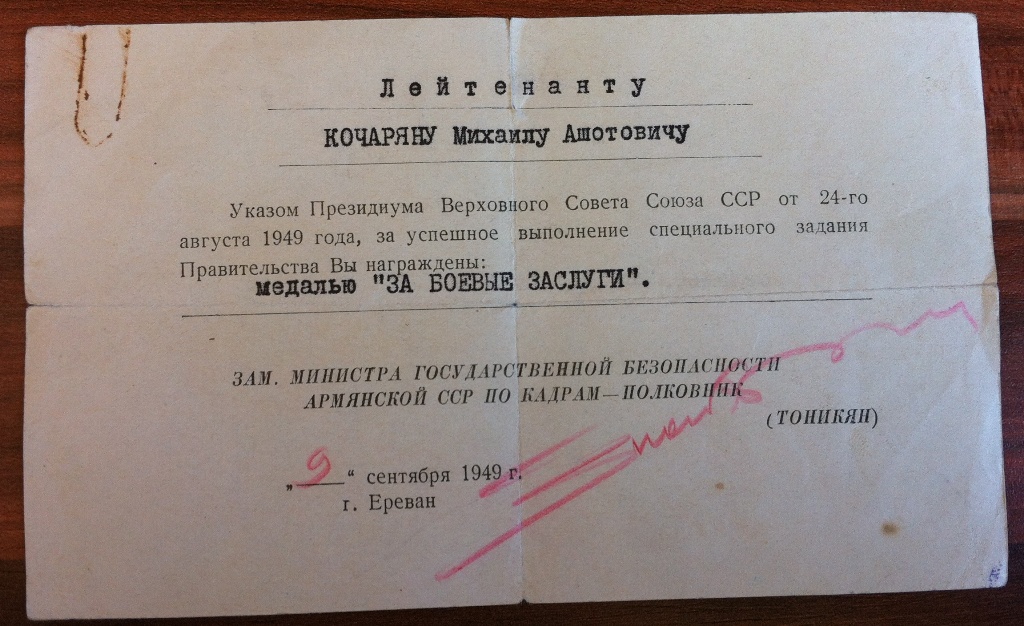 Лейтенанту
КОЧАРЯНУ Михаилу Ашотовичу
Указом Президиума Верховного Совета Союза ССР от 24-го
августа 1949 года, за успешное выполнение специального задания
Правительства Вы награждены:
медалью "ЗА БОЕВЫЕ ЗАСЛУГИ".
ЗАМ. МИНИСТРА ГОСУДАРСТВЕННОЙ БЕЗОПАСНОСТИ
АРМЯНСКОЙ ССР ПО КАДРАМ—ПОЛКОВНИК
(ТОНИКЯН)
„9“ сентября 1949 г.
г. Ереван